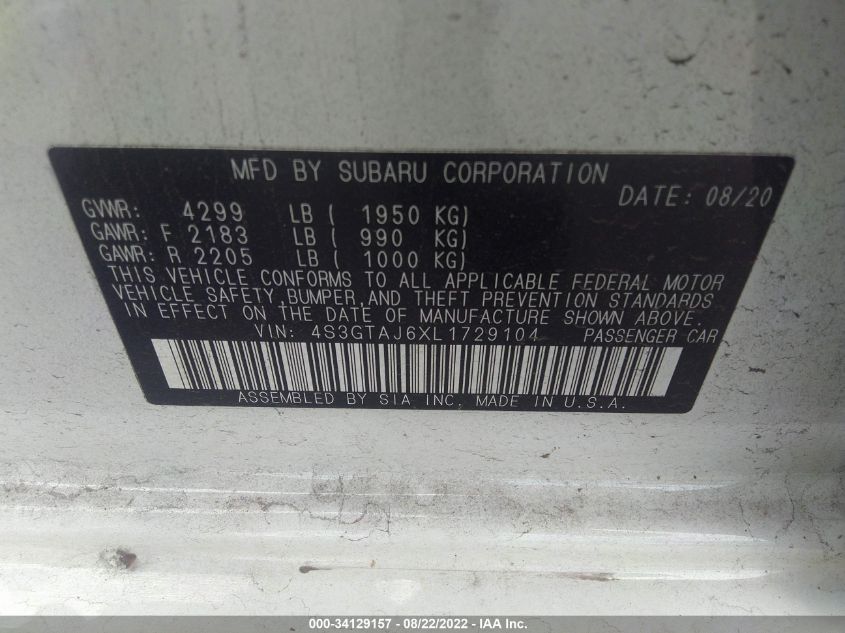 MFD BY SUBARU CORPORATION
DATE: 08/20
GVWR: 4299 LB ( 1950 KG)
GAWR: F 2183 LB ( 990 KG)
GAWR: R 2205 LB ( 1000 KG)
THIS VEHICLE CONFORMS TO ALL APPLICABLE FEDERAL MOTOR
VEHICLE SAFETY, BUMPER, AND THEFT PREVENTION STANDARDS
IN EFFECT ON THE DATE OF MANUFACTURE SHOWN ABOVE.
VIN: 4S3GTAJ6XL1729104 PASSENGER CAR
ASSEMBLED BY SIA INC. MADE IN U.S.A.
000-34129157 - 08/22/2022 - IAA Inc.